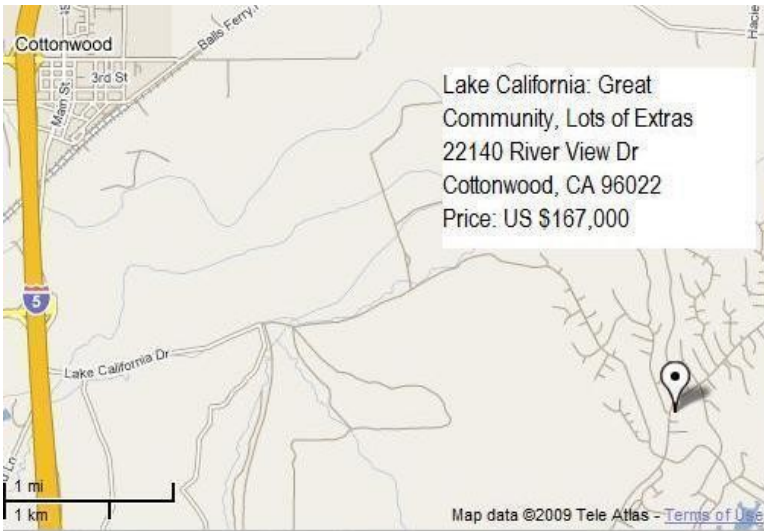 Cottonwood
Balls Ferry
3rd St
Main St
Lake California: Great
Community, Lots of Extras
22140 River View Dr
Cottonwood, CA 96022
Price: US $167,000
5
Lake California Dr
Ln
1 mi
1 km
Map data ©2009 Tele Atlas - Terms of Use